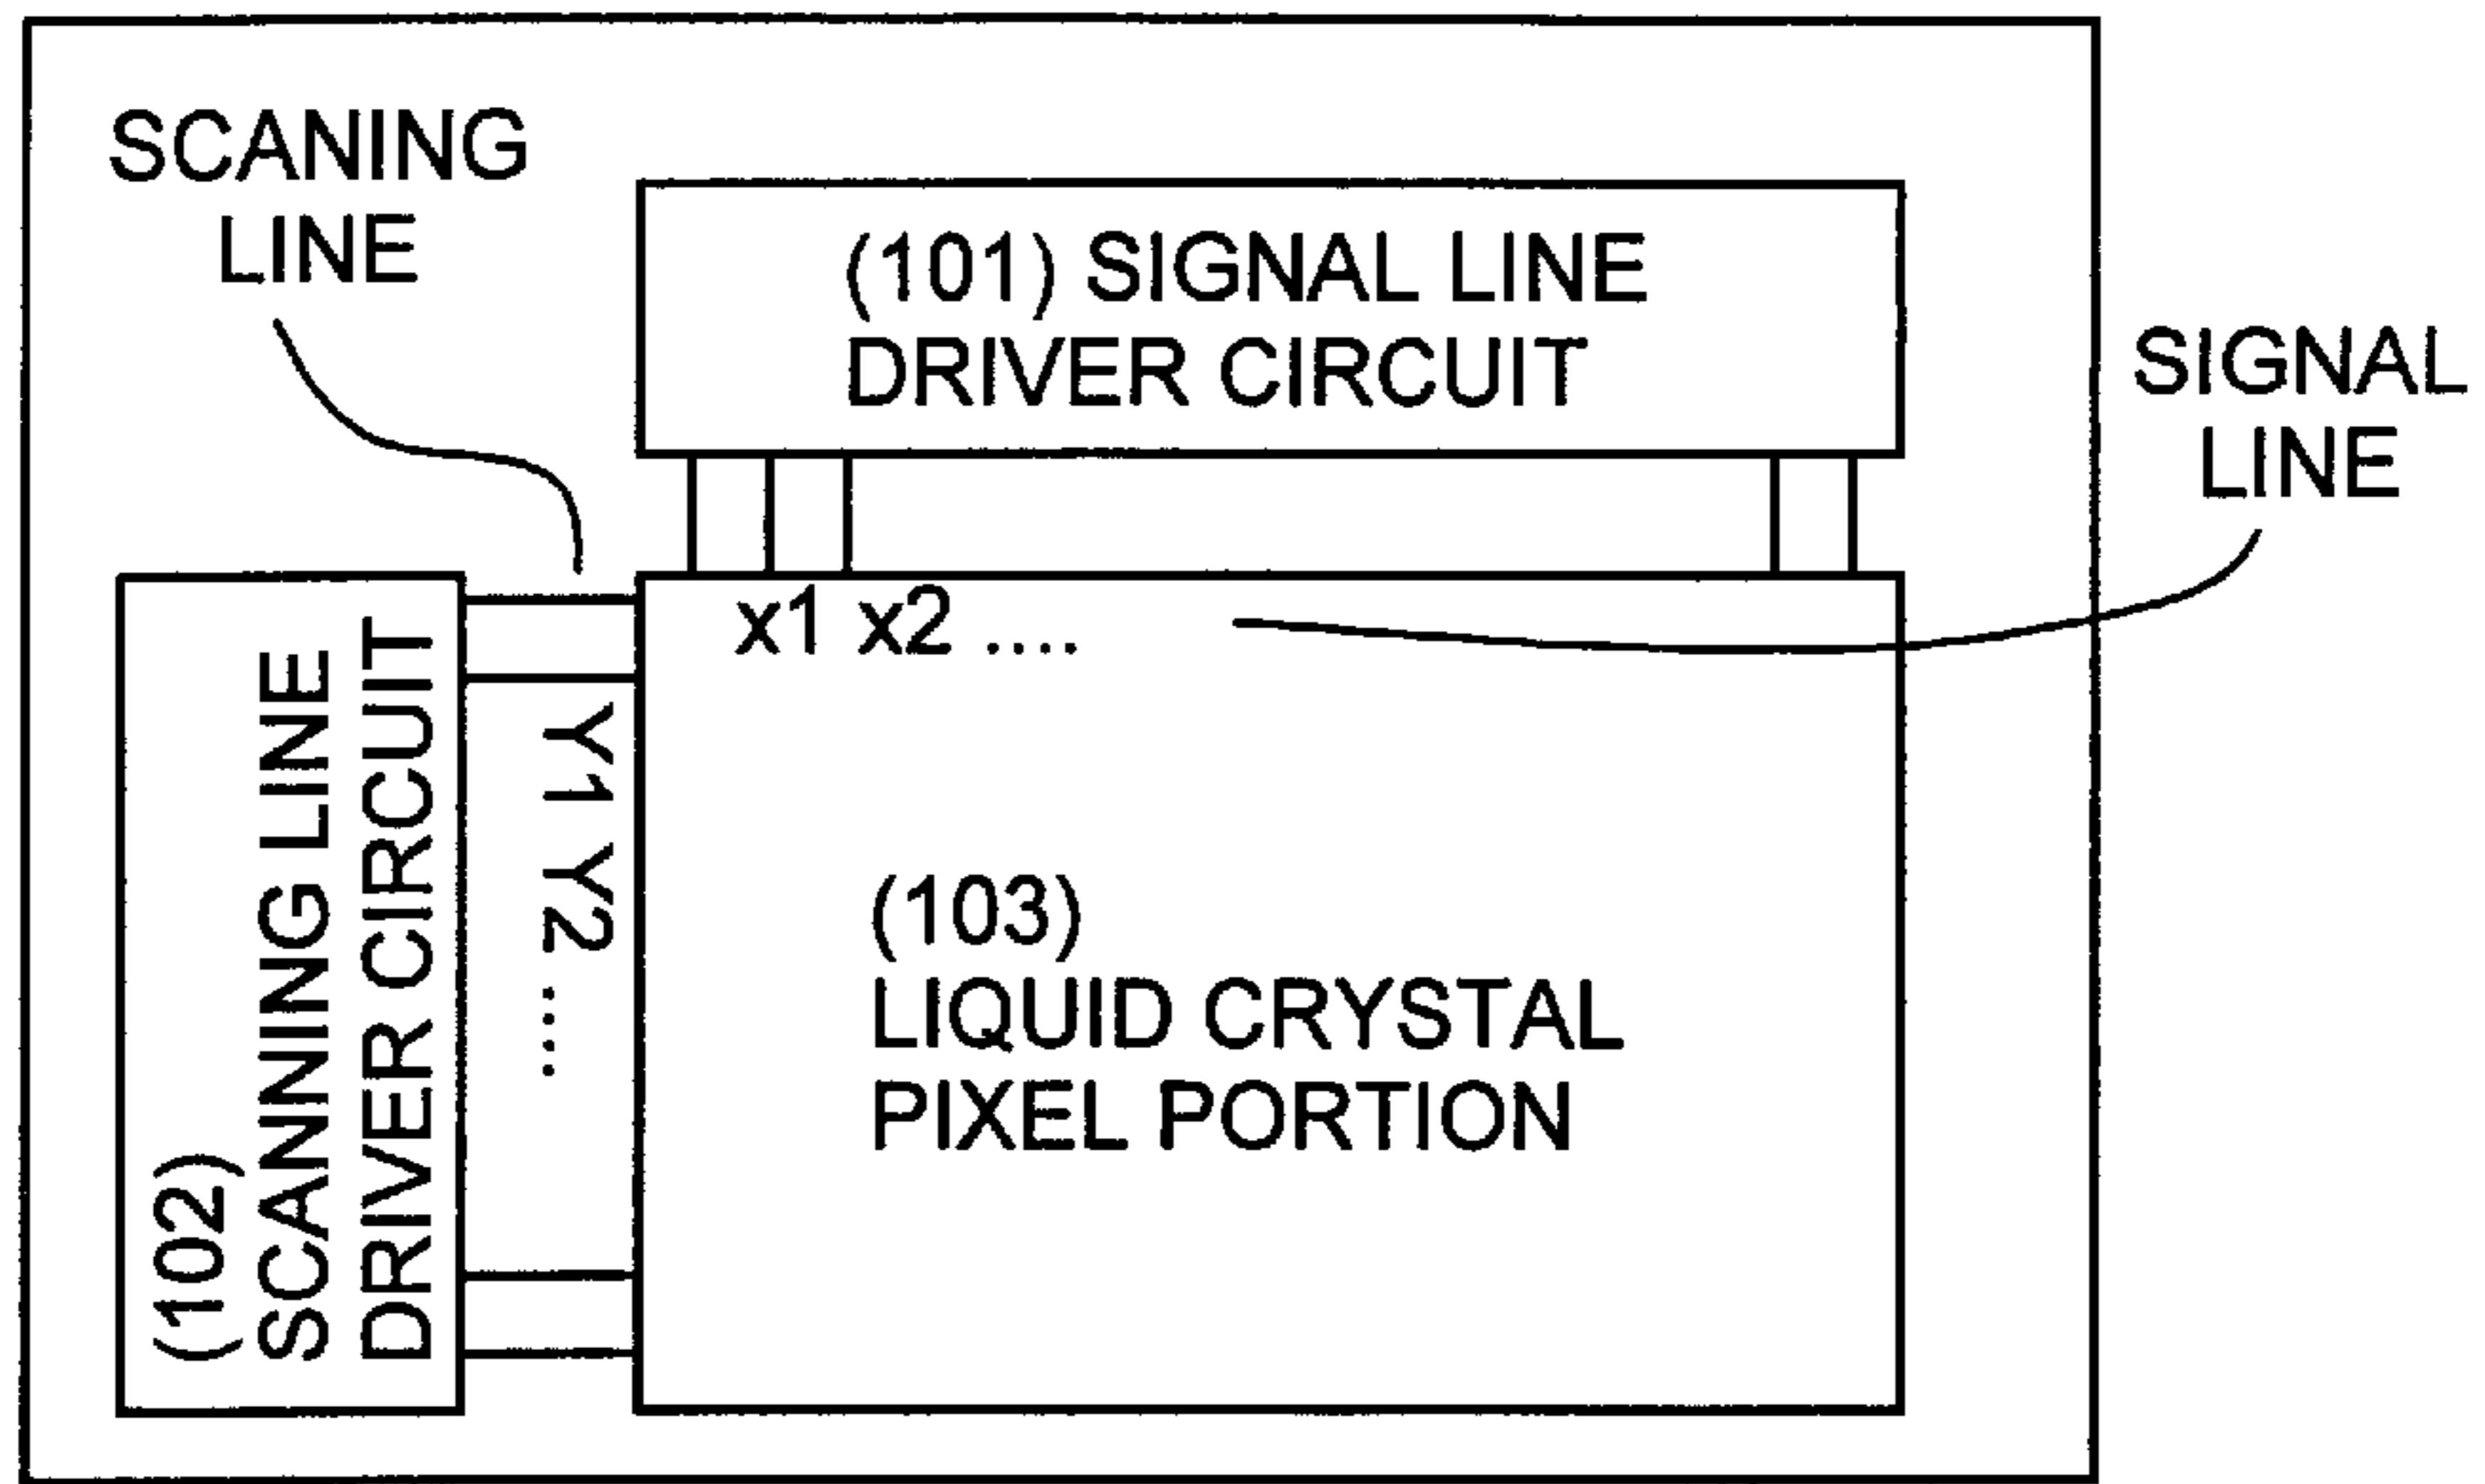 SCANING
LINE
(101) SIGNAL LINE
DRIVER CIRCUIT
SIGNAL
LINE
x1 x2 ....
Y1 Y2 ....
(102)
SCANNING LINE
DRIVER CIRCUIT
(103)
LIQUID CRYSTAL
PIXEL PORTION